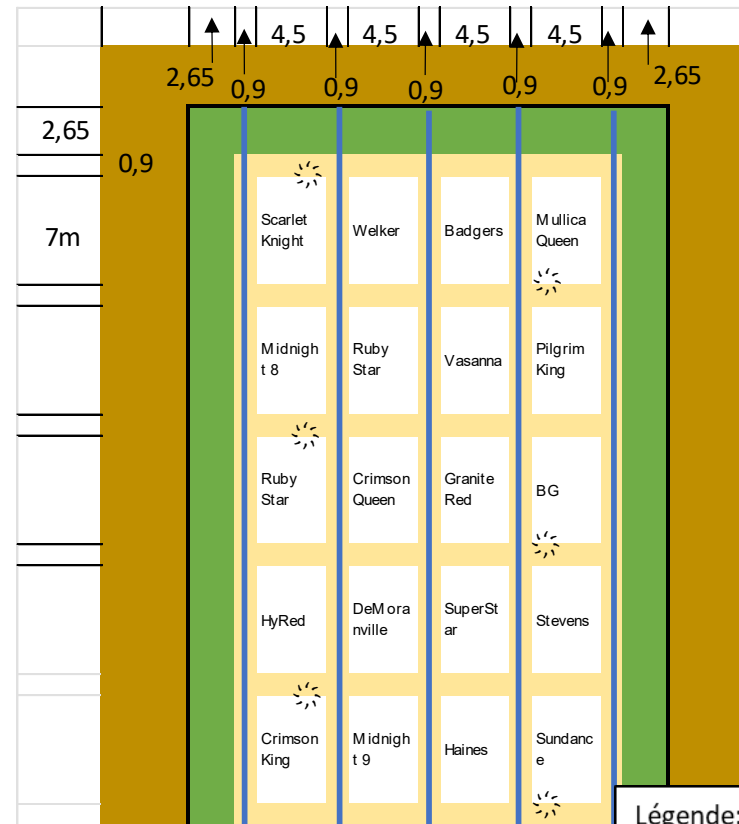 4,5 4,5 4,5 4,5
2,65 0,9 0,9 0,9 0,9 0,9 2,65
2,65
0,9
7m
Scarlet
Knight
Welker
Badgers
Mullica
Queen
Midnigh
t 8
Ruby
Star
Vasanna
Pilgrim
King
Ruby
Star
Crimson
Queen
Granite
Red
BG
HyRed
DeMora
nville
SuperSt
ar
Stevens
Crimson
King
Midnigh
t 9
Haines
Sundanc
e
Légende: